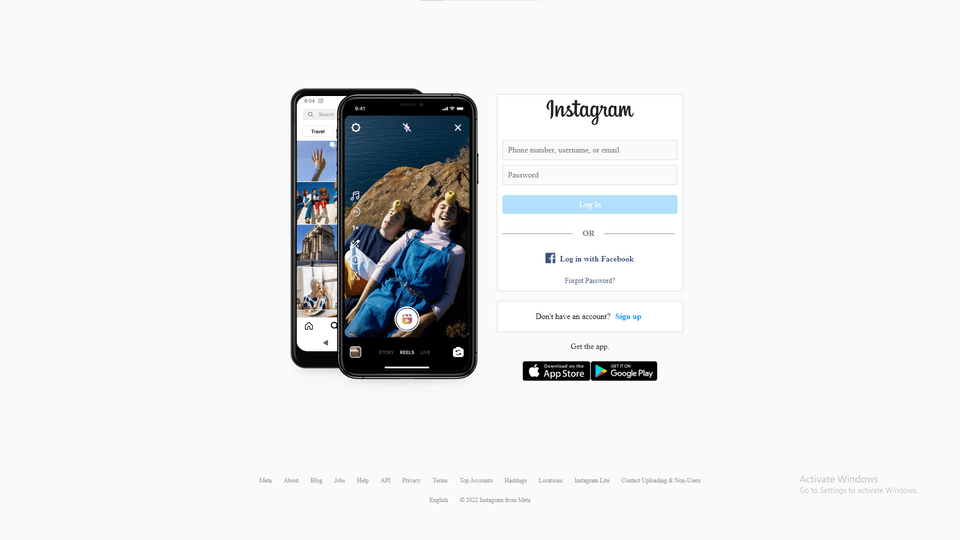 8:04
Search
Travel
9:41
STORY REELS LIVE
Instagram
Phone number, username, or email
Password
Log In
OR
Log in with Facebook
Forgot Password?
Don't have an account? Sign up
Get the app.
Download on the
App Store
GET IT ON
Google Play
Meta About Blog Jobs Help API Privacy Terms Top Accounts Hashtags Locations Instagram Lite Contact Uploading & Non-Users
English © 2022 Instagram from Meta
Activate Windows
Go to Settings to activate Windows.